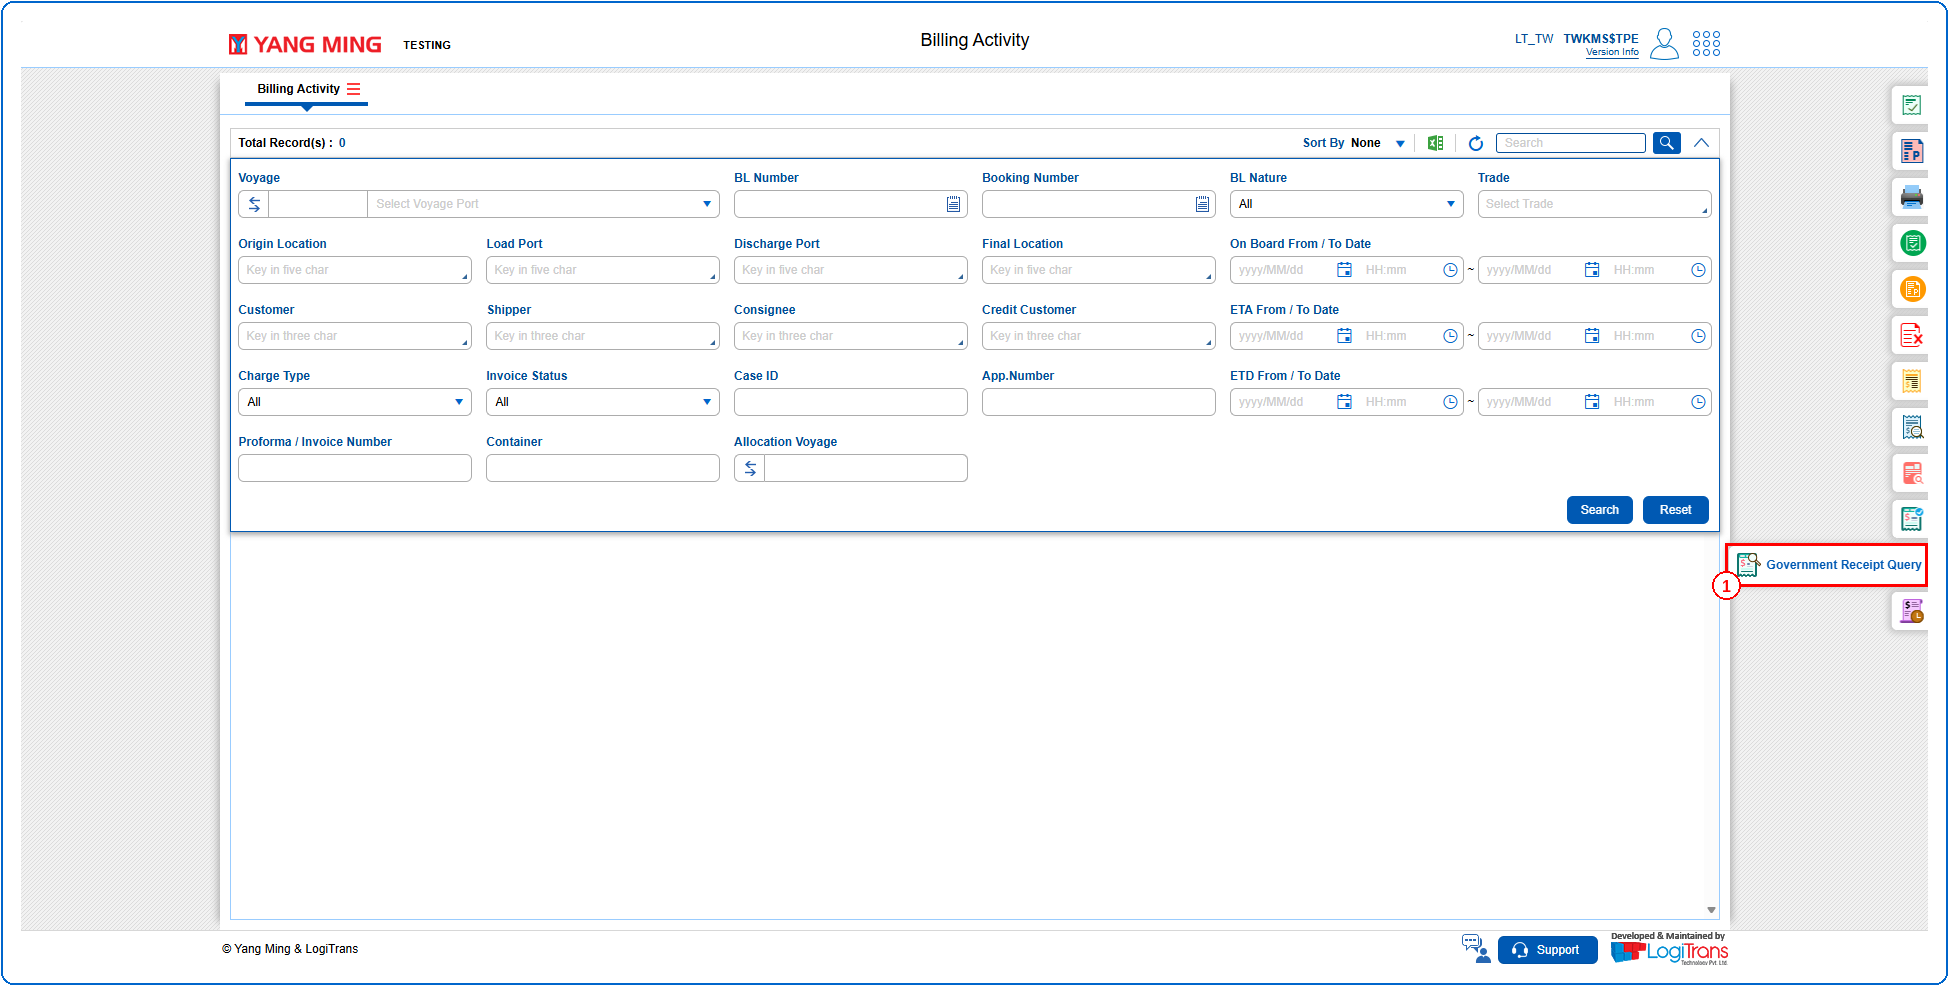 YANG MING TESTING
Billing Activity
LT_TW TWKMS$TPE
Version Info
Billing Activity
Total Record(s) : 0
Sort By None
Search
Voyage BL Number Booking Number BL Nature Trade
Select Voyage Port All Select Trade
Origin Location Load Port Discharge Port Final Location On Board From / To Date
Key in five char Key in five char Key in five char Key in five char yyyy/MM/dd HH:mm ~ yyyy/MM/dd HH:mm
Customer Shipper Consignee Credit Customer ETA From / To Date
Key in three char Key in three char Key in three char Key in three char yyyy/MM/dd HH:mm ~ yyyy/MM/dd HH:mm
Charge Type Invoice Status Case ID App.Number ETD From / To Date
All All yyyy/MM/dd HH:mm ~ yyyy/MM/dd HH:mm
Proforma / Invoice Number Container Allocation Voyage
Search Reset
Government Receipt Query
1
© Yang Ming & LogiTrans
Support
Developed & Maintained by
LogiTrans
Technology Pvt. Ltd.